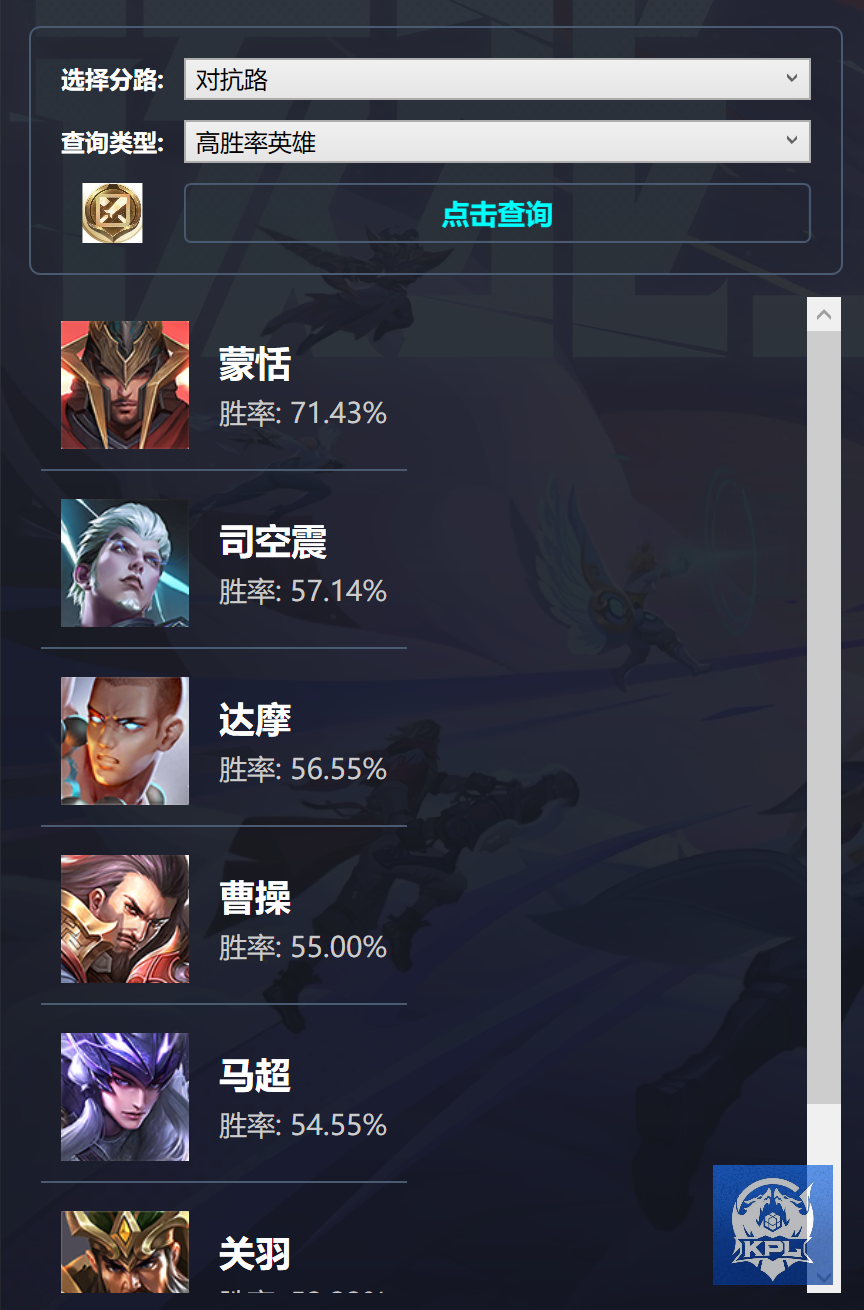 选择分路: 对抗路
查询类型: 高胜率英雄
点击查询
蒙恬
胜率: 71.43%
司空震
胜率: 57.14%
达摩
胜率: 56.55%
曹操
胜率: 55.00%
马超
胜率: 54.55%
关羽
KPL